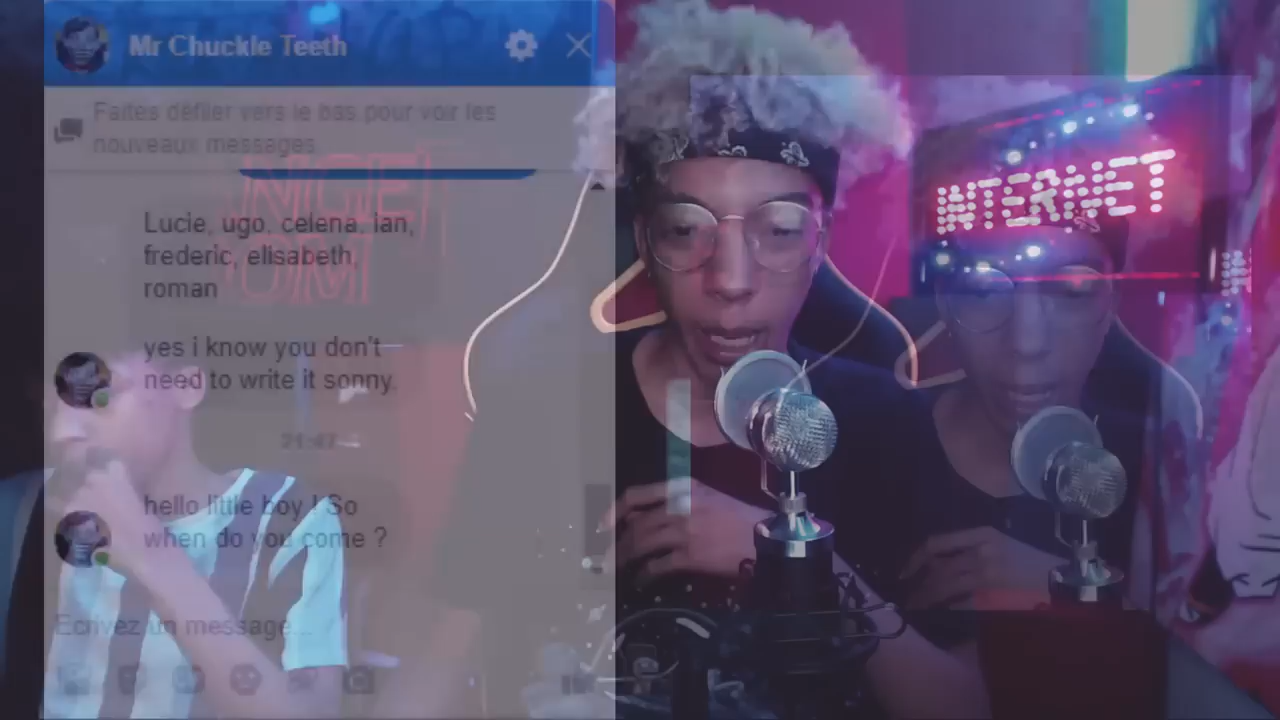 Mr Chuckle Teeth
Faites défiler vers le bas pour voir les
nouveaux messages
Lucie, ugo, celena, ian,
frederic, elisabeth,
roman
yes i know you don't
need to write it sonny.
21:47
hello little boy ! So
when do you come ?
Ecrivez un message...
INTERNET